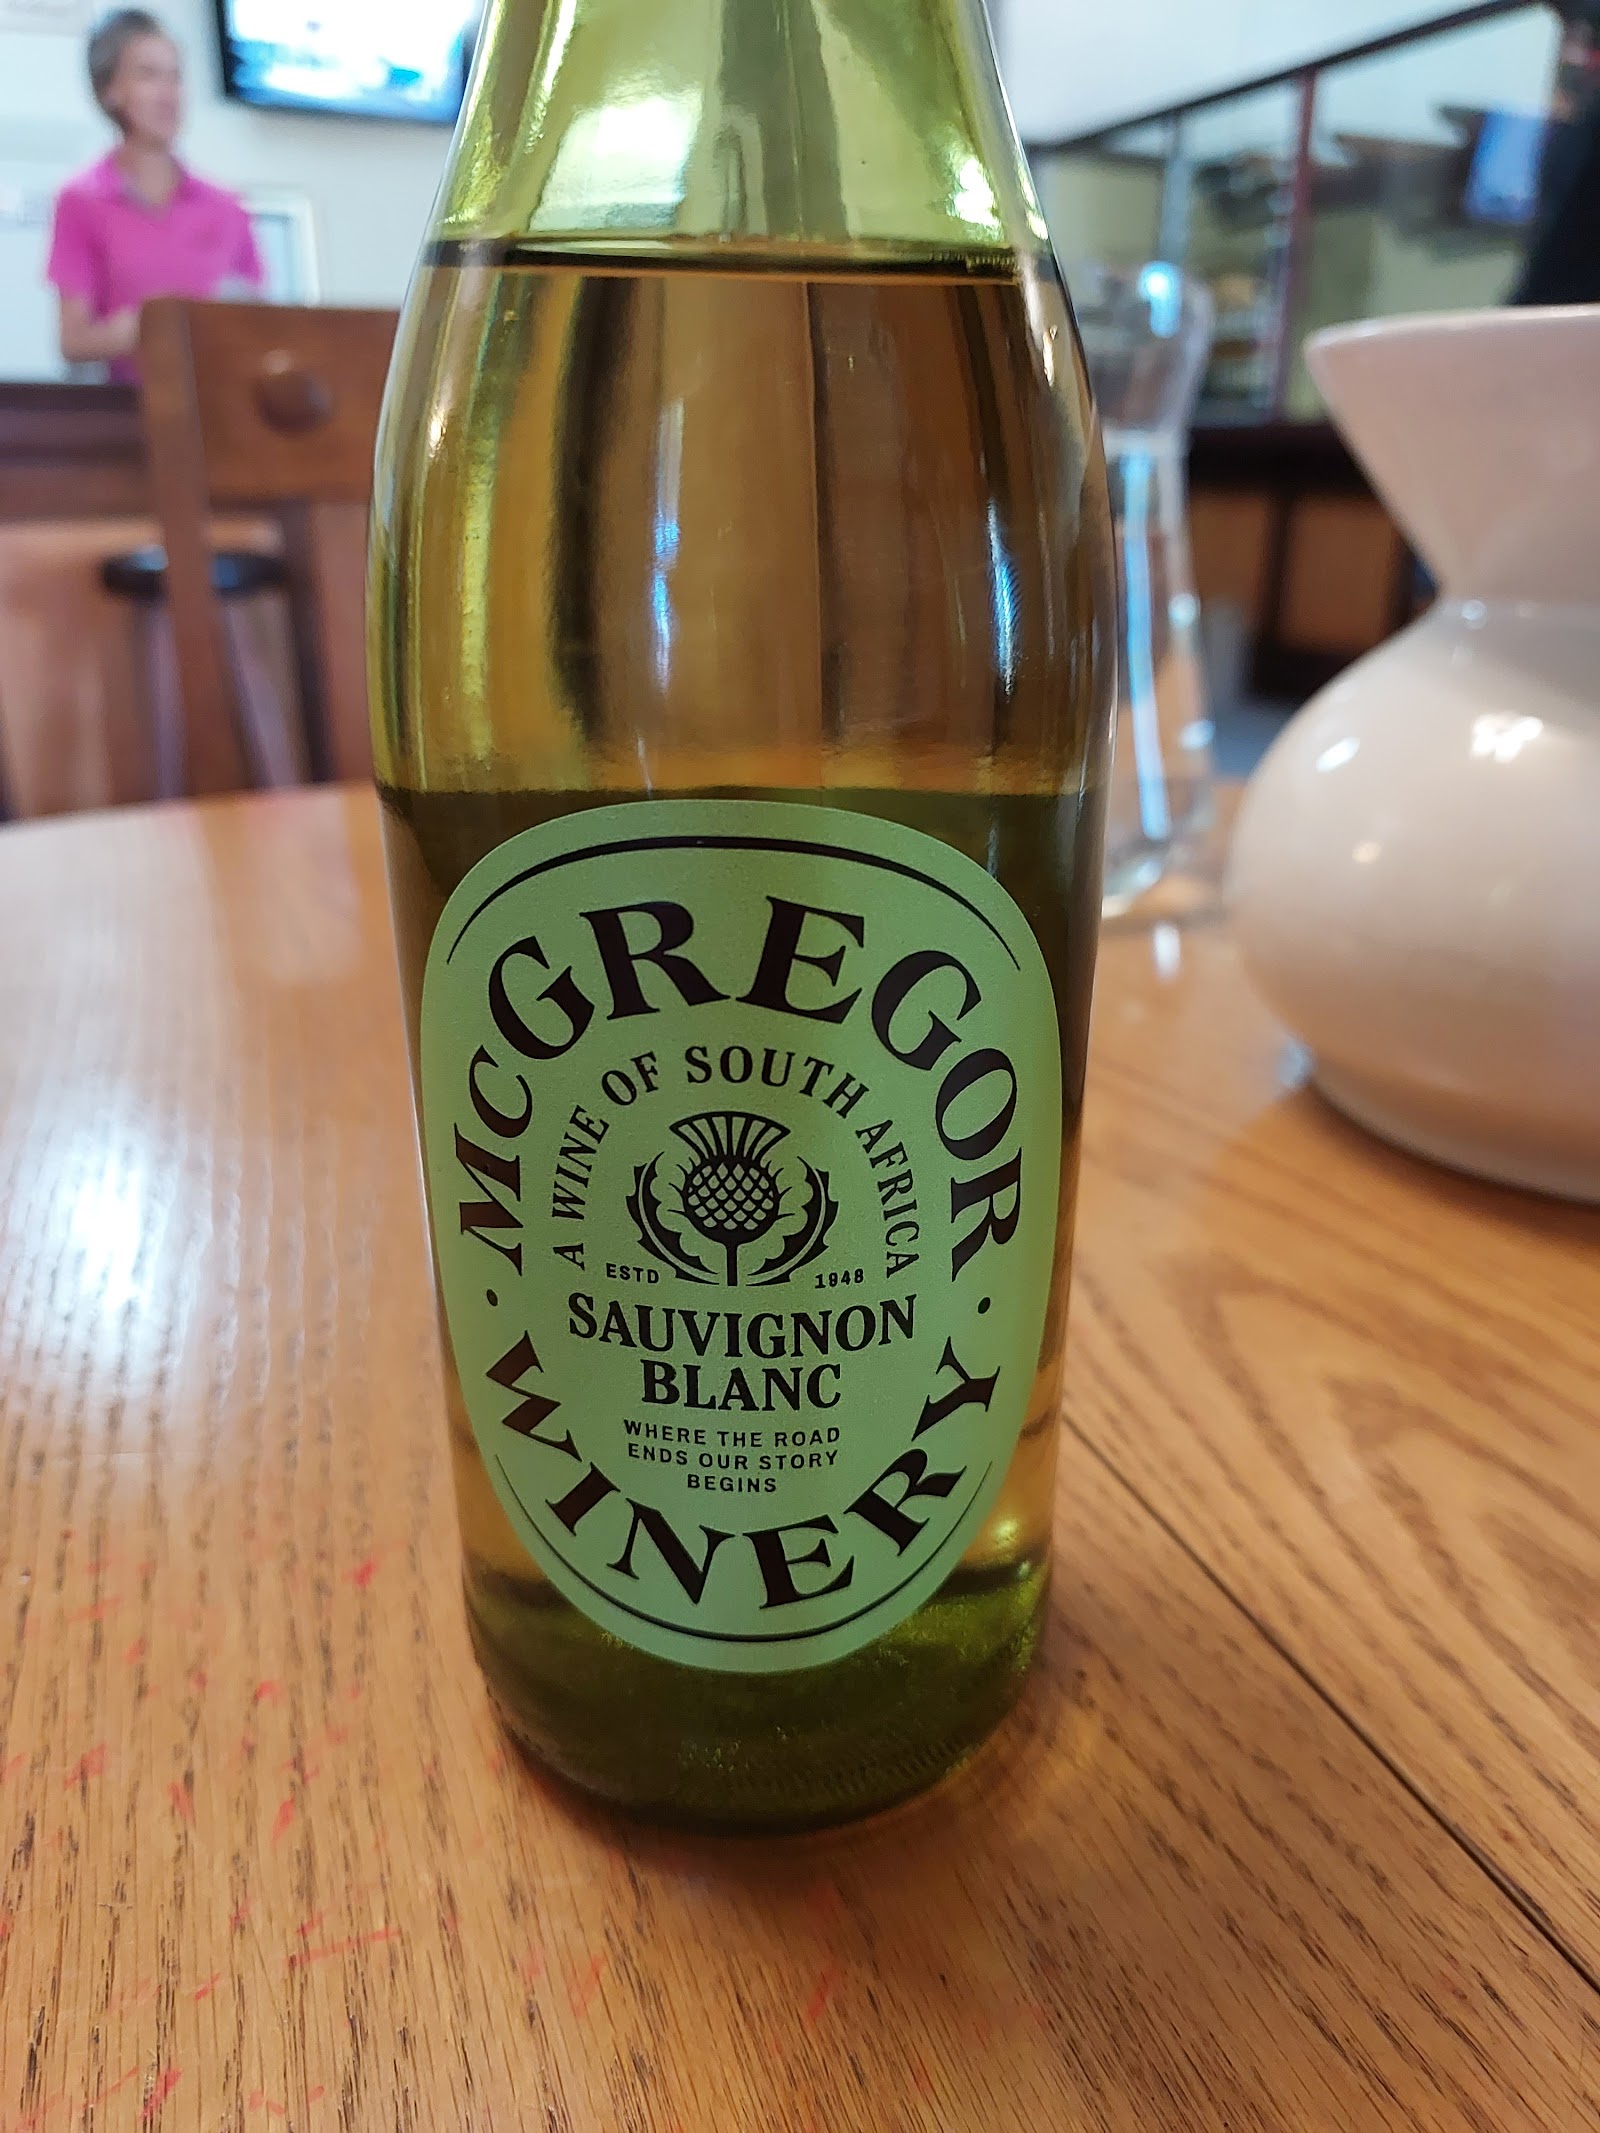 MCGREGOR
A WINE OF SOUTH AFRICA
ESTD 1948
SAUVIGNON
BLANC
WHERE THE ROAD
ENDS OUR STORY
BEGINS
WINERY